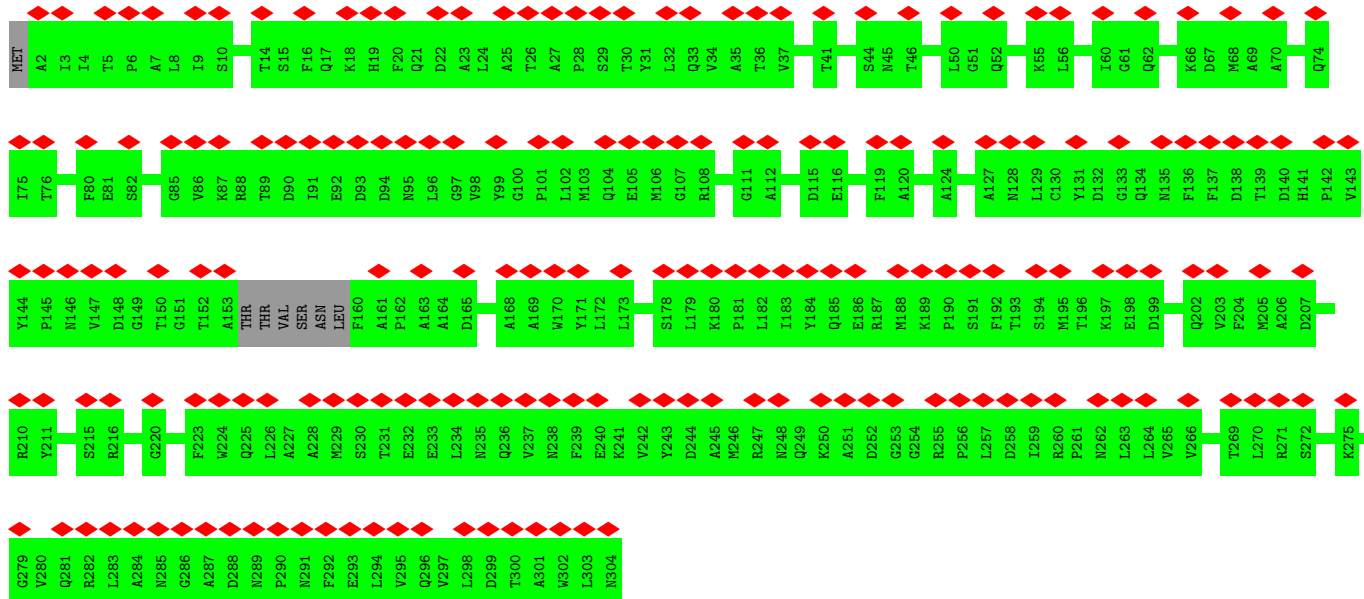 MET A2 I3 I4 T5 P6 A7 L8 I9 S10 T14 S15 F16 Q17 K18 H19 F20 Q21 D22 A23 L24 A25 T26 A27 P28 S29 T30 Y31 L32 Q33 V34 A35 T36 V37 T41 S44 N45 T46 L50 G51 Q52 K55 L56 I60 G61 Q62 K66 D67 M68 A69 A70 Q74
I75 T76 F80 E81 S82 G85 V86 K87 R88 T89 D90 I91 E92 D93 D94 N95 L96 G97 V98 Y99 G100 P101 L102 M103 Q104 E105 M106 G107 R108 G111 A112 D115 E116 F119 A120 A124 A127 N128 L129 C130 Y131 D132 G133 Q134 N135 F136 F137 D138 T139 D140 H141 P142 V143
Y144 P145 N146 V147 D148 G149 T150 G151 T152 A153 THR THR VAL SER ASN LEU F160 A161 P162 A163 A164 D165 A168 A169 W170 Y171 L172 L173 S178 L179 K180 P181 L182 I183 Y184 Q185 E186 R187 M188 K189 P190 S191 F192 T193 S194 M195 T196 K197 E198 D199 Q202 V203 F204 M205 A206 D207
R210 Y211 S215 R216 G220 F223 W224 Q225 L226 A227 A228 M229 S230 T231 E232 E233 L234 N235 Q236 V237 N238 F239 E240 K241 V242 Y243 D244 A245 M246 R247 N248 Q249 K250 A251 D252 G253 G254 R255 P256 L257 D258 I259 R260 P261 N262 L263 L264 V265 V266 T269 L270 R271 S272 K275
G279 V280 Q281 R282 L283 A284 N285 G286 A287 D288 N289 P290 N291 F292 E293 L294 V295 Q296 V297 L298 D299 T300 A301 W302 L303 N304